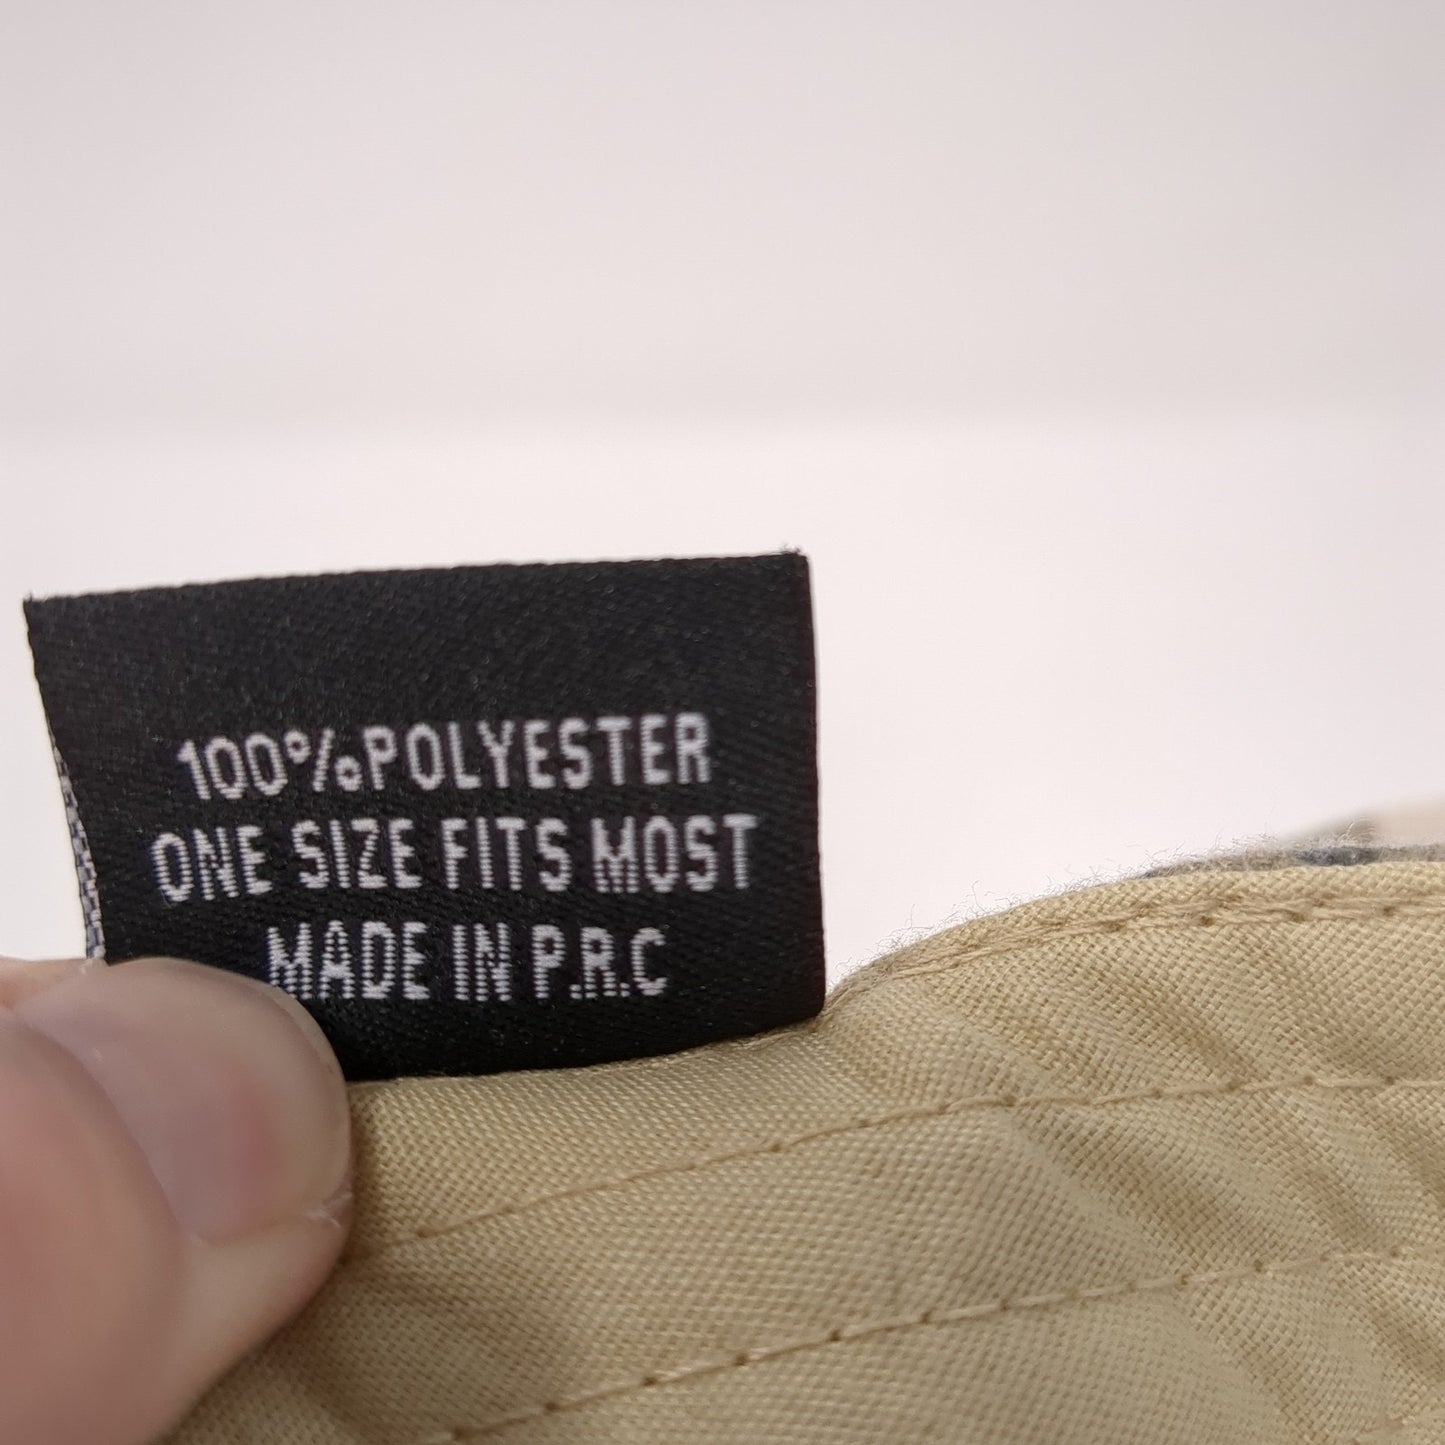 100%POLYESTER
ONE SIZE FITS MOST
MADE IN P.R.C